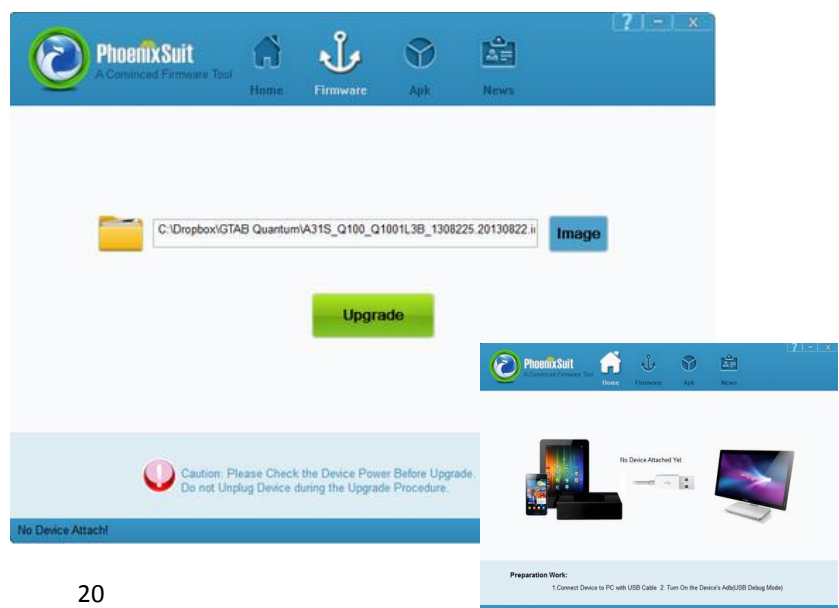 ? - x
PhoenixSuit
A Convinced Firmware Tool
Home Firmware Apk News
C:\Dropbox\GTAB Quantum\A31S_Q100_Q1001L3B_1308225.20130822.i
Image
Upgrade
Caution: Please Check the Device Power Before Upgrade.
Do not Unplug Device during the Upgrade Procedure.
No Device Attach!
? - x
PhoenixSuit
A Convinced Firmware Tool
Home Firmware Apk News
No Device Attached Yet
Preparation Work:
1.Connect Device to PC with USB Cable 2. Turn On the Device's Adb(USB Debug Mode)
20